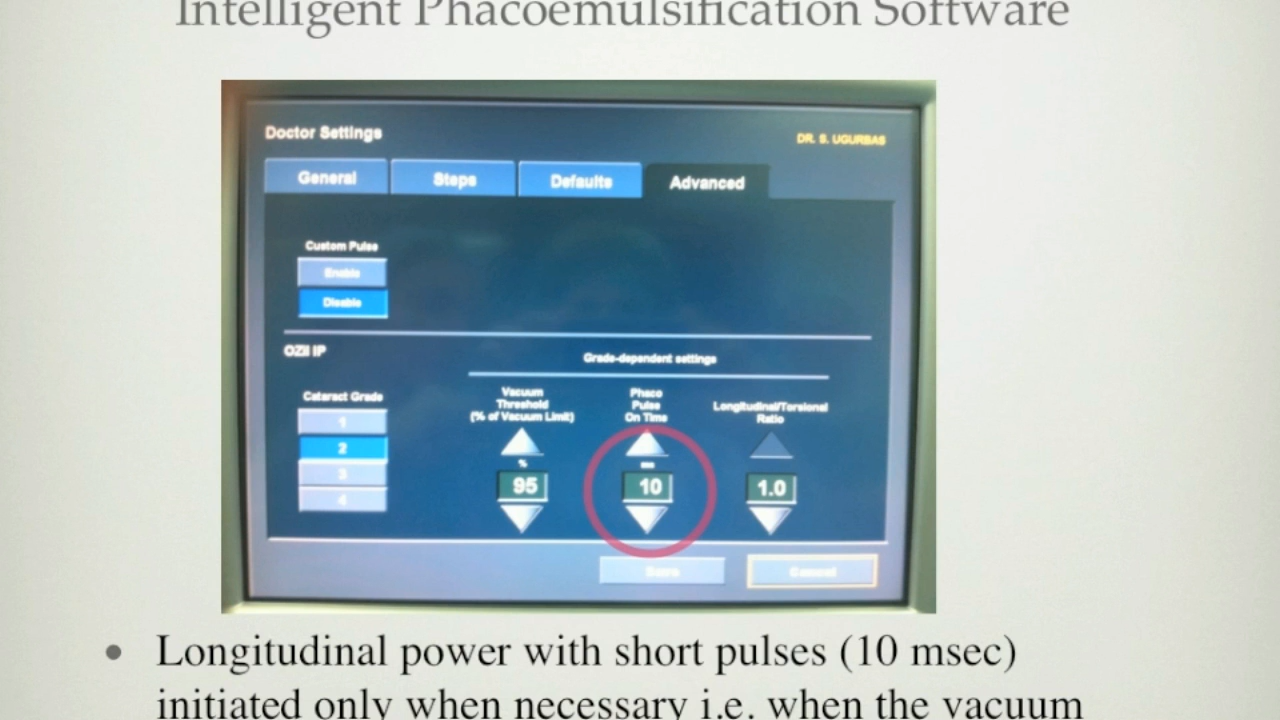 Intelligent Phacoemulsification Software
Doctor Settings
DR. S. UGURBAS
General
Steps
Defaults
Advanced
Custom Pulse
Enable
Disable
OZil IP
Grade-dependent settings
Cataract Grade
1
2
3
4
Vacuum
Threshold
(% of Vacuum Limit)
%
95
Phaco
Pulse
On Time
10
Longitudinal/Torsional
Ratio
1.0
Save
Cancel
• Longitudinal power with short pulses (10 msec)
initiated only when necessary i.e. when the vacuum